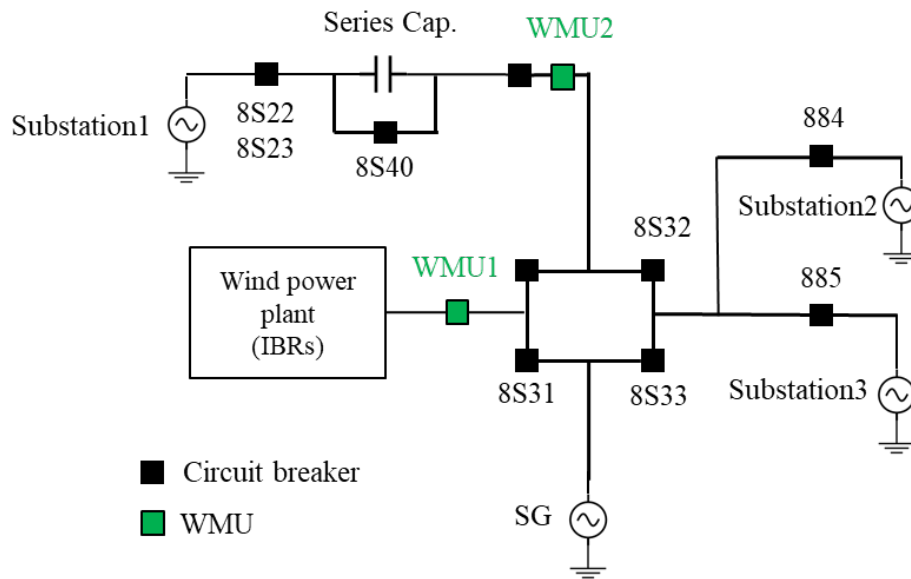 Series Cap.
WMU2
Substation1
8S22
8S23
8S40
884
Substation2
8S32
WMU1
885
Wind power
plant
(IBRs)
8S31
8S33
Substation3
Circuit breaker
WMU
SG